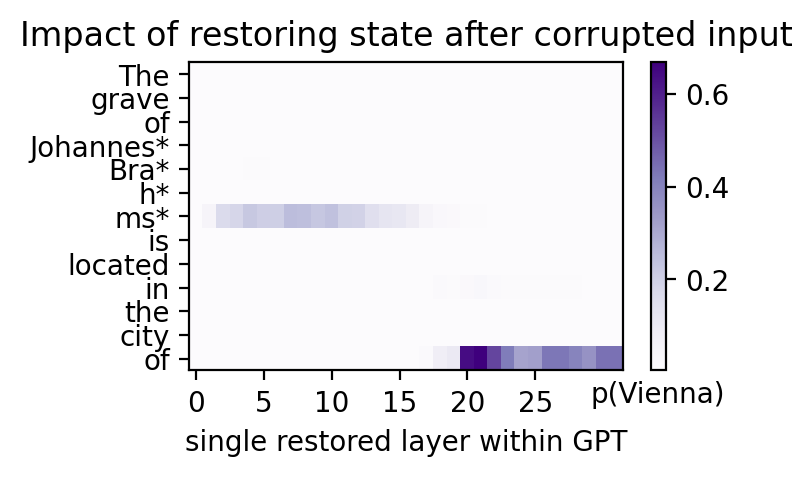 Impact of restoring state after corrupted input
The
grave
of
Johannes*
Bra*
h*
ms*
is
located
in
the
city
of
0 5 10 15 20 25
single restored layer within GPT
0.6
0.4
0.2
p(Vienna)